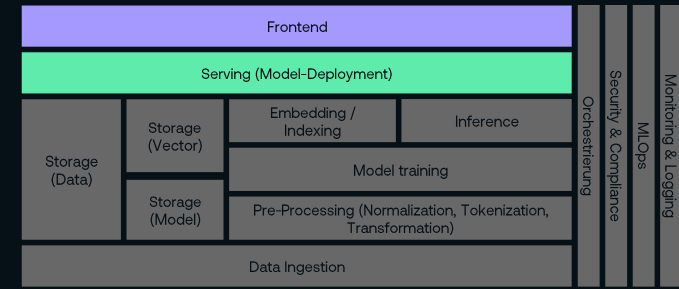 Frontend
Serving (Model-Deployment)
Storage
(Data)
Storage
(Vector)
Storage
(Model)
Embedding /
Indexing
Inference
Model training
Pre-Processing (Normalization, Tokenization,
Transformation)
Data Ingestion
Orchestrierung
Security & Compliance
MLOps
Monitoring & Logging